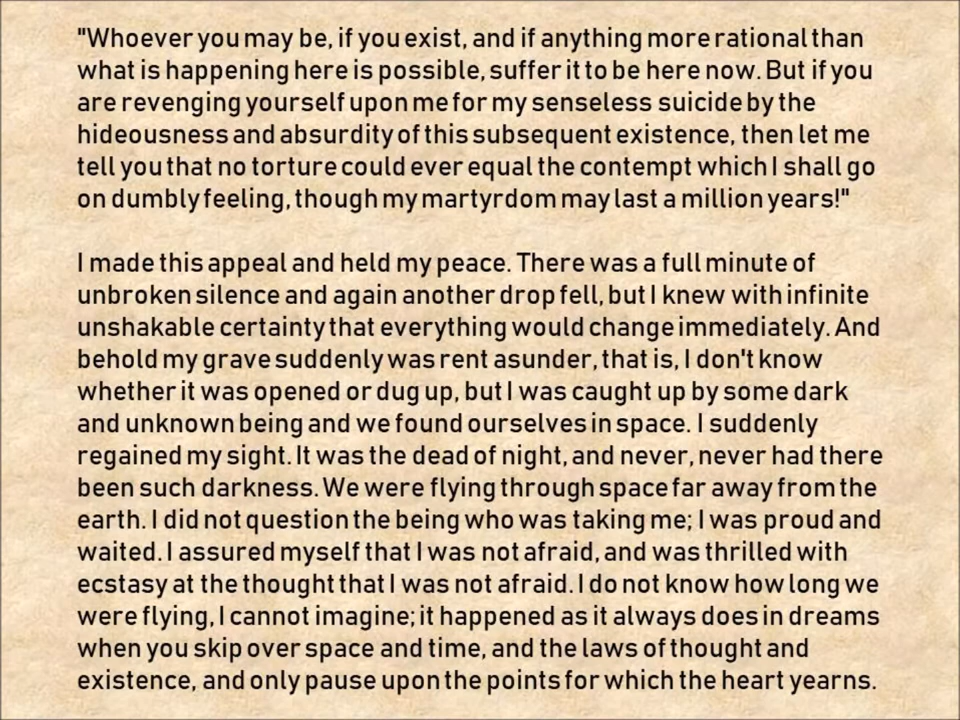 "Whoever you may be, if you exist, and if anything more rational than
what is happening here is possible, suffer it to be here now. But if you
are revenging yourself upon me for my senseless suicide by the
hideousness and absurdity of this subsequent existence, then let me
tell you that no torture could ever equal the contempt which I shall go
on dumbly feeling, though my martyrdom may last a million years!"

I made this appeal and held my peace. There was a full minute of
unbroken silence and again another drop fell, but I knew with infinite
unshakable certainty that everything would change immediately. And
behold my grave suddenly was rent asunder, that is, I don't know
whether it was opened or dug up, but I was caught up by some dark
and unknown being and we found ourselves in space. I suddenly
regained my sight. It was the dead of night, and never, never had there
been such darkness. We were flying through space far away from the
earth. I did not question the being who was taking me; I was proud and
waited. I assured myself that I was not afraid, and was thrilled with
ecstasy at the thought that I was not afraid. I do not know how long we
were flying, I cannot imagine; it happened as it always does in dreams
when you skip over space and time, and the laws of thought and
existence, and only pause upon the points for which the heart yearns.